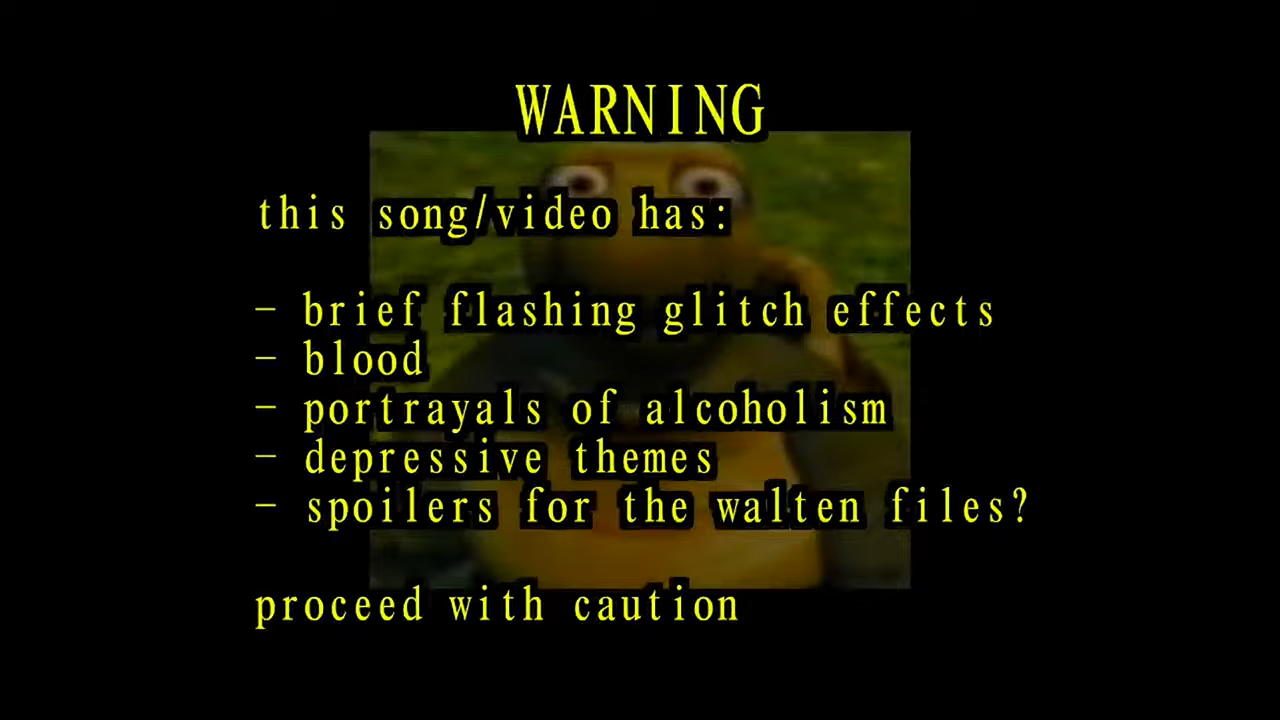 WARNING
this song/video has:
- brief flashing glitch effects
- blood
- portrayals of alcoholism
- depressive themes
- spoilers for the walten files?
proceed with caution